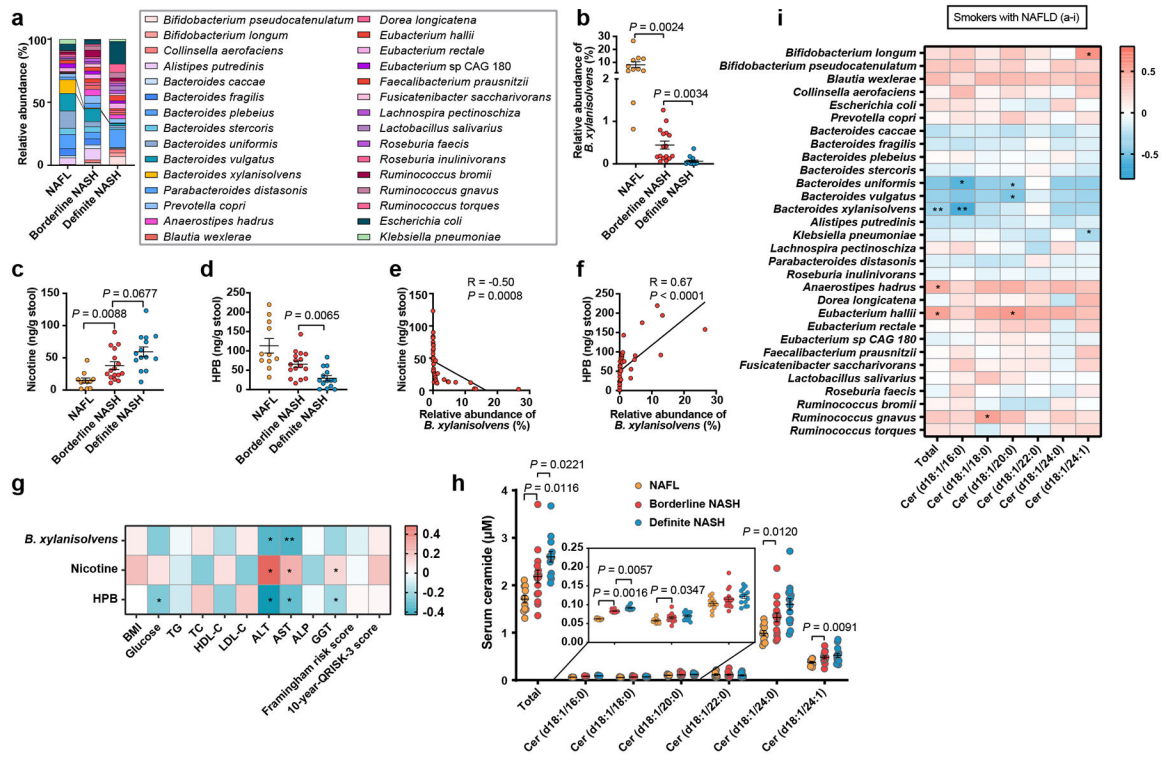 a
Relative abundance (%)
100
50
0
NAFL
Borderline NASH
Definite NASH
Bifidobacterium pseudocatenulatum
Bifidobacterium longum
Collinsella aerofaciens
Alistipes putredinis
Bacteroides caccae
Bacteroides fragilis
Bacteroides plebeius
Bacteroides stercoris
Bacteroides uniformis
Bacteroides vulgatus
Bacteroides xylanisolvens
Parabacteroides distasonis
Prevotella copri
Anaerostipes hadrus
Blautia wexlerae
Dorea longicatena
Eubacterium hallii
Eubacterium rectale
Eubacterium sp CAG 180
Faecalibacterium prausnitzii
Fusicatenibacter saccharivorans
Lachnospira pectinoschiza
Lactobacillus salivarius
Roseburia faecis
Roseburia inulinivorans
Ruminococcus bromii
Ruminococcus gnavus
Ruminococcus torques
Escherichia coli
Klebsiella pneumoniae
b
Relative abundance of
B. xylanisolvens (%)
P = 0.0024
P = 0.0034
30
20
10
2
1
0
NAFL
Borderline NASH
Definite NASH
c
Nicotine (ng/g stool)
P = 0.0677
P = 0.0088
150
100
50
0
NAFL
Borderline NASH
Definite NASH
d
HPB (ng/g stool)
P = 0.0065
250
200
150
100
50
0
NAFL
Borderline NASH
Definite NASH
e
Nicotine (ng/g stool)
R = -0.50
P = 0.0008
150
100
50
0
0 10 20 30
Relative abundance of
B. xylanisolvens (%)
f
HPB (ng/g stool)
R = 0.67
P < 0.0001
250
200
150
100
50
0
0 10 20 30
Relative abundance of
B. xylanisolvens (%)
g
B. xylanisolvens
* **
Nicotine
* * *
HPB
* * * *
0.4
0.2
0
-0.2
-0.4
BMI
Glucose
TG
TC
HDL-C
LDL-C
ALT
AST
ALP
GGT
Framingham risk score
10-year-QRISK-3 score
h
Serum ceramide (µM)
P = 0.0221
P = 0.0116
NAFL
Borderline NASH
Definite NASH
4
3
2
1
0
0.25
0.20
0.15
0.10
0.05
0.00
P = 0.0057
P = 0.0016
P = 0.0347
P = 0.0120
P = 0.0091
Total
Cer (d18:1/16:0)
Cer (d18:1/18:0)
Cer (d18:1/20:0)
Cer (d18:1/22:0)
Cer (d18:1/24:0)
Cer (d18:1/24:1)
i
Smokers with NAFLD (a-i)
Bifidobacterium longum
*
Bifidobacterium pseudocatenulatum
Blautia wexlerae
Collinsella aerofaciens
Escherichia coli
Prevotella copri
Bacteroides caccae
Bacteroides fragilis
Bacteroides plebeius
Bacteroides stercoris
Bacteroides uniformis
* *
Bacteroides vulgatus
*
Bacteroides xylanisolvens
** **
Alistipes putredinis
Klebsiella pneumoniae
*
Lachnospira pectinoschiza
Parabacteroides distasonis
Roseburia inulinivorans
Anaerostipes hadrus
*
Dorea longicatena
Eubacterium hallii
* *
Eubacterium rectale
Eubacterium sp CAG 180
Faecalibacterium prausnitzii
Fusicatenibacter saccharivorans
Lactobacillus salivarius
Roseburia faecis
Ruminococcus bromii
Ruminococcus gnavus
*
Ruminococcus torques
0.5
0
-0.5
Total
Cer (d18:1/16:0)
Cer (d18:1/18:0)
Cer (d18:1/20:0)
Cer (d18:1/22:0)
Cer (d18:1/24:0)
Cer (d18:1/24:1)